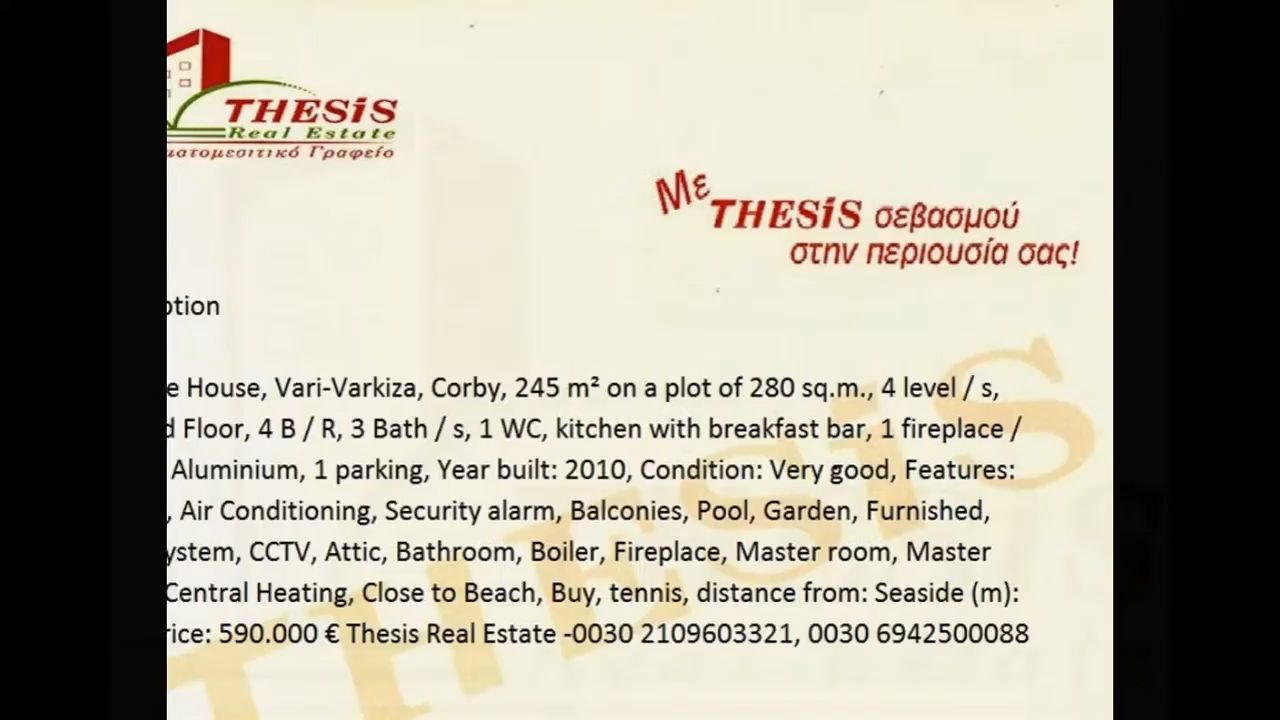 THESiS
Real Estate
ματομεσιτικό Γραφείο
Με
THESiS σεβασμού
στην περιουσία σας!
ption
e House, Vari-Varkiza, Corby, 245 m² on a plot of 280 sq.m., 4 level / s,
d Floor, 4 B / R, 3 Bath / s, 1 WC, kitchen with breakfast bar, 1 fireplace /
Aluminium, 1 parking, Year built: 2010, Condition: Very good, Features:
, Air Conditioning, Security alarm, Balconies, Pool, Garden, Furnished,
ystem, CCTV, Attic, Bathroom, Boiler, Fireplace, Master room, Master
Central Heating, Close to Beach, Buy, tennis, distance from: Seaside (m):
rice: 590.000 € Thesis Real Estate -0030 2109603321, 0030 6942500088
THESiS